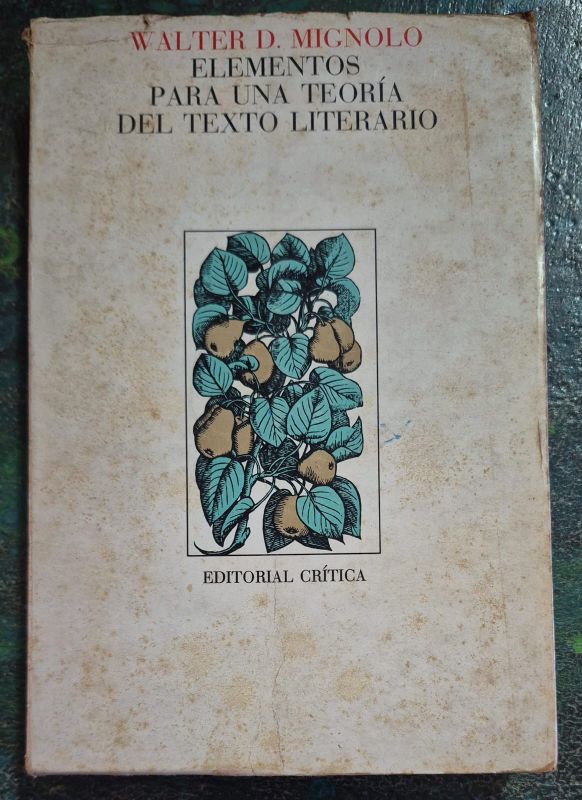 WALTER D. MIGNOLO
ELEMENTOS
PARA UNA TEORÍA
DEL TEXTO LITERARIO
EDITORIAL CRÍTICA